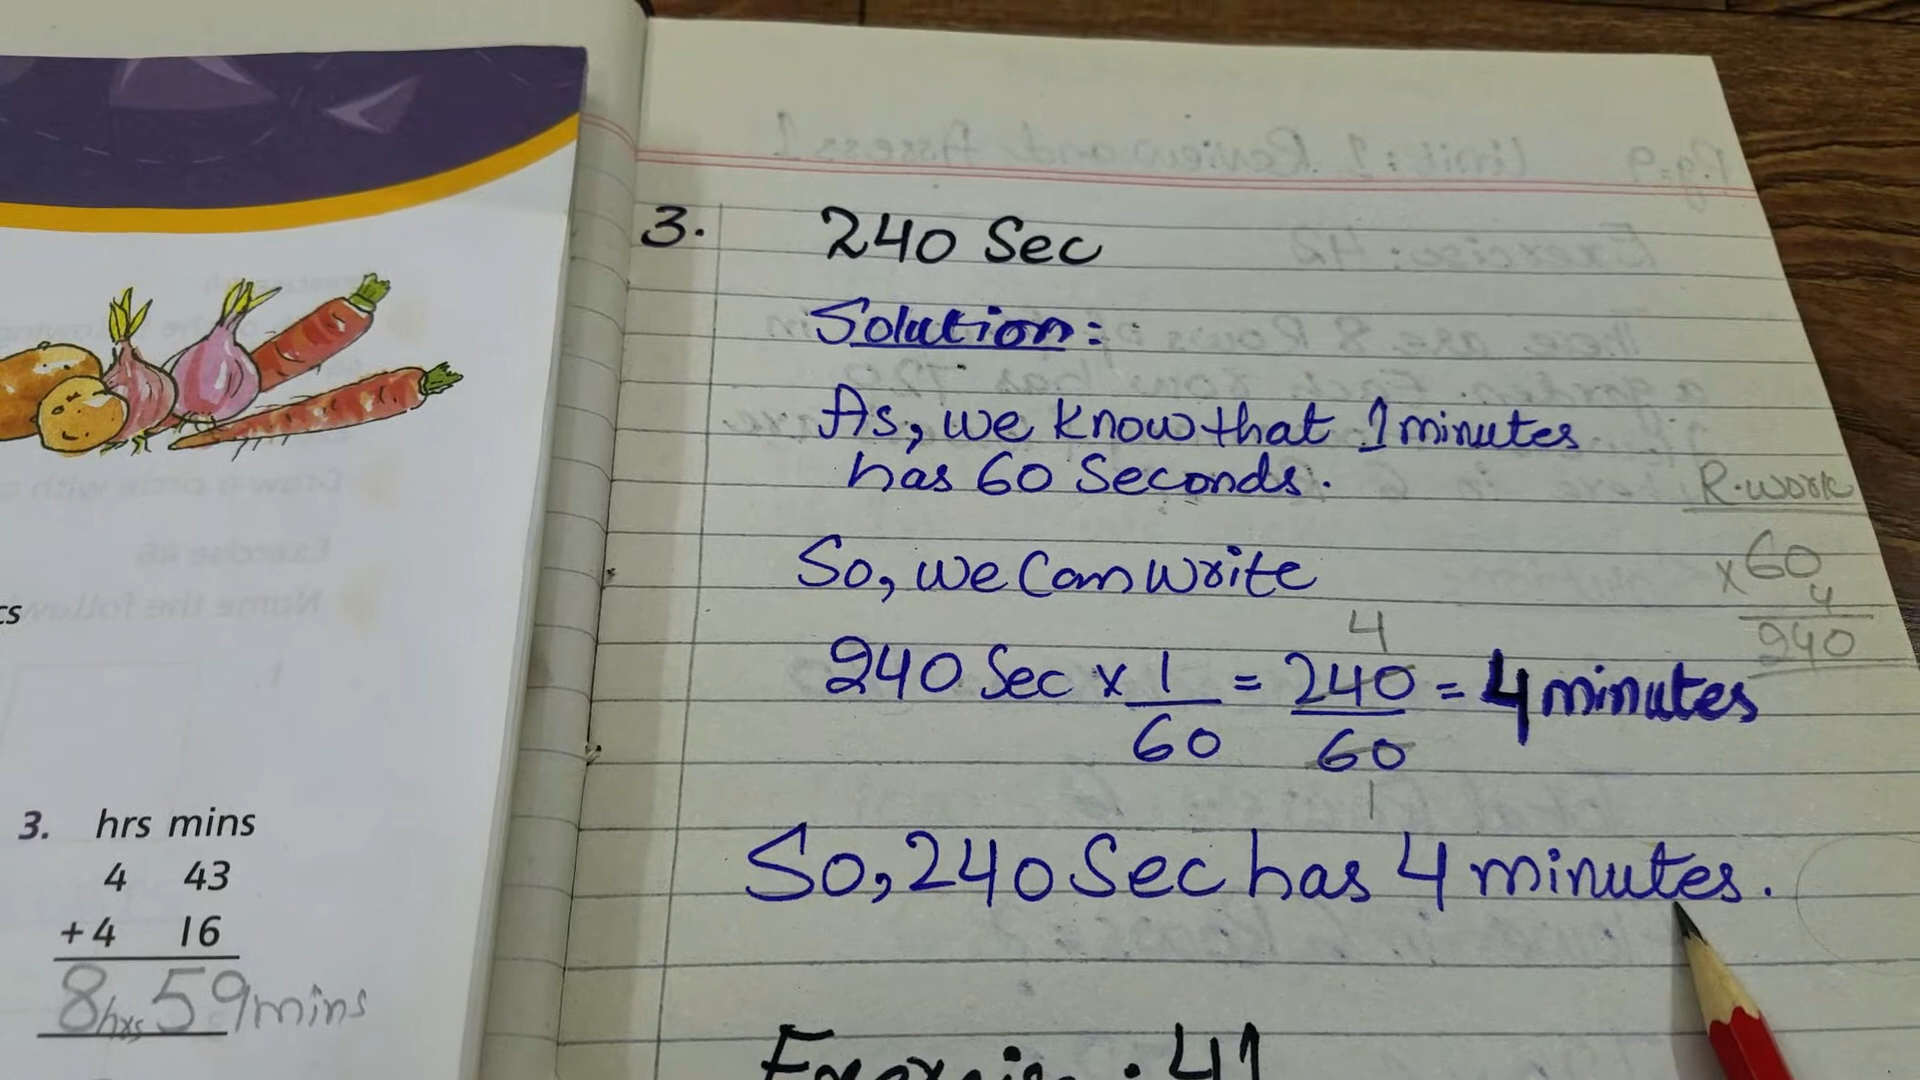 3. hrs mins
4 43
+4 16
8hrs 59mins
3. 240 Sec
Solution:
As, we know that 1 minutes
has 60 Seconds.
So, we Can write
240 Sec × 1/60 = 240/60 = 4 minutes
4
1
So, 240 Sec has 4 minutes.
R.work
60
× 4
240